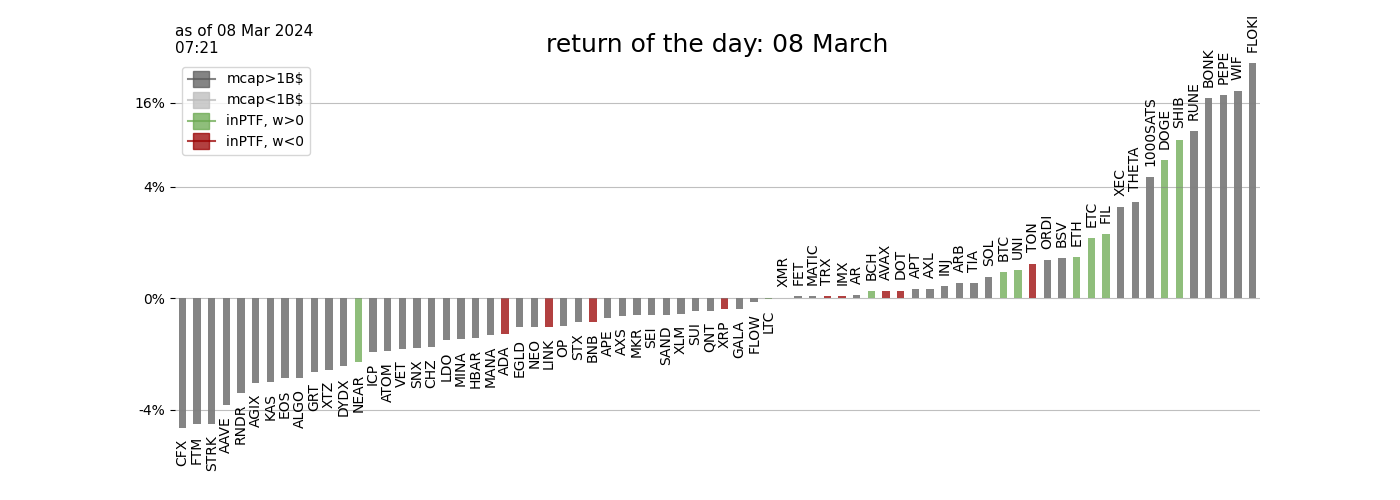 as of 08 Mar 2024
07:21
return of the day: 08 March
mcap>1B$
mcap<1B$
inPTF, w>0
inPTF, w<0
16%
4%
0%
-4%
CFX
FTM
STRK
AAVE
RNDR
AGIX
KAS
EOS
ALGO
GRT
XTZ
DYDX
NEAR
ICP
ATOM
VET
SNX
CHZ
LDO
MINA
HBAR
MANA
ADA
EGLD
NEO
LINK
OP
STX
BNB
APE
AXS
MKR
SEI
SAND
XLM
SUI
QNT
XRP
GALA
FLOW
LTC
XMR
FET
MATIC
TRX
IMX
AR
BCH
AVAX
DOT
APT
AXL
INJ
ARB
TIA
SOL
BTC
UNI
TON
ORDI
BSV
ETH
ETC
FIL
XEC
THETA
1000SATS
DOGE
SHIB
RUNE
BONK
PEPE
WIF
FLOKI